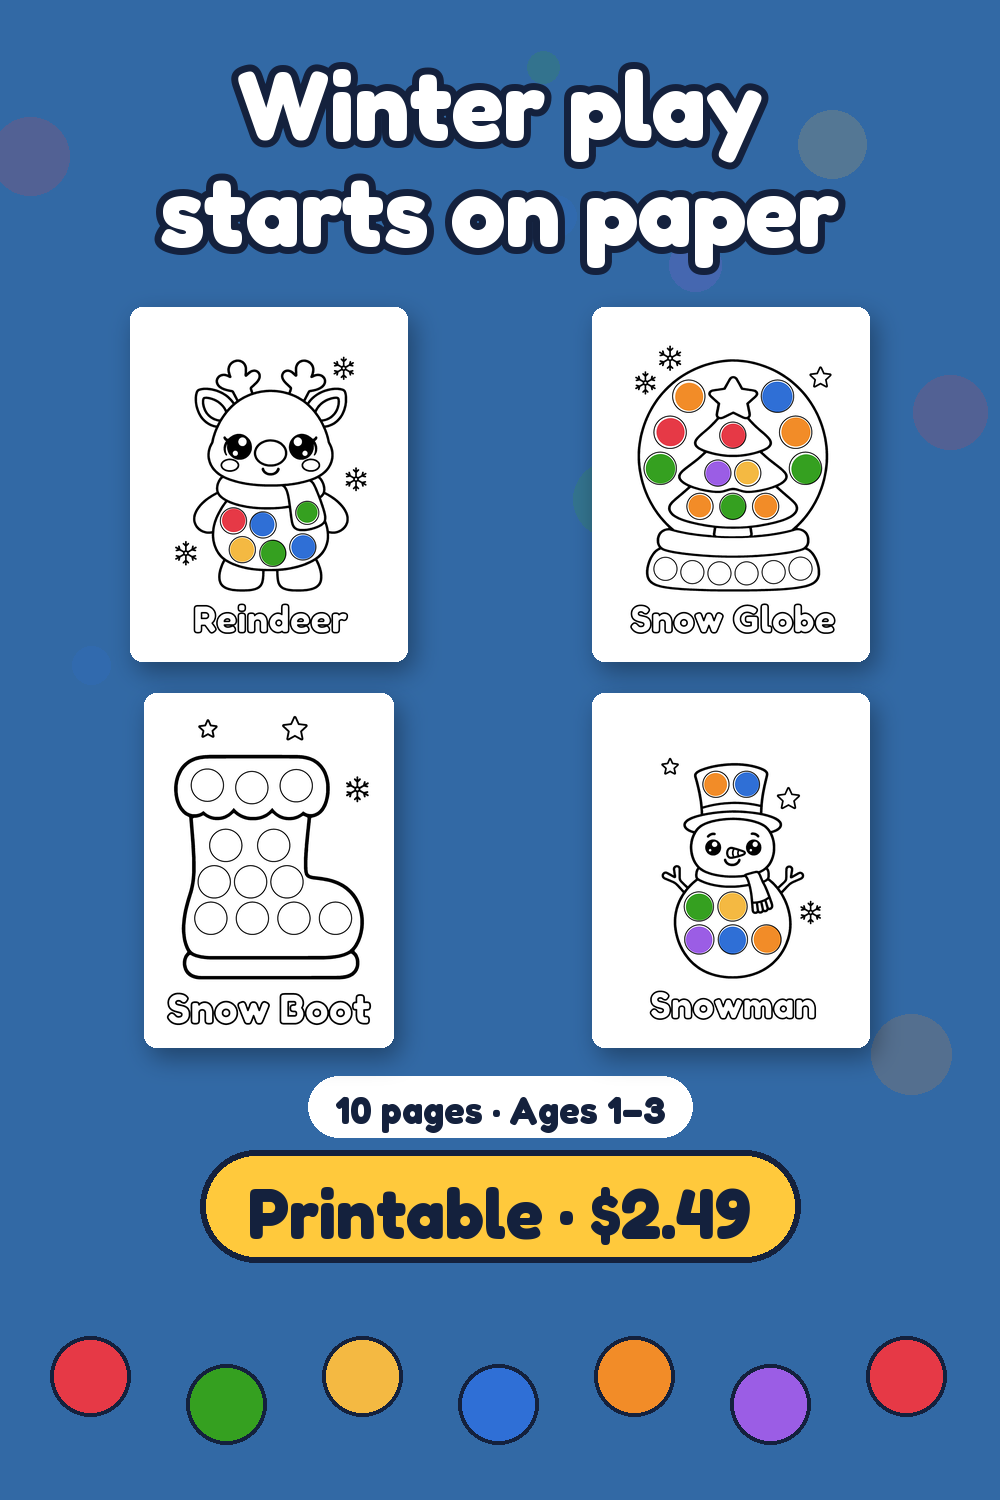 Winter play
starts on paper
Reindeer
Snow Globe
Snow Boot
Snowman
10 pages · Ages 1–3
Printable · $2.49